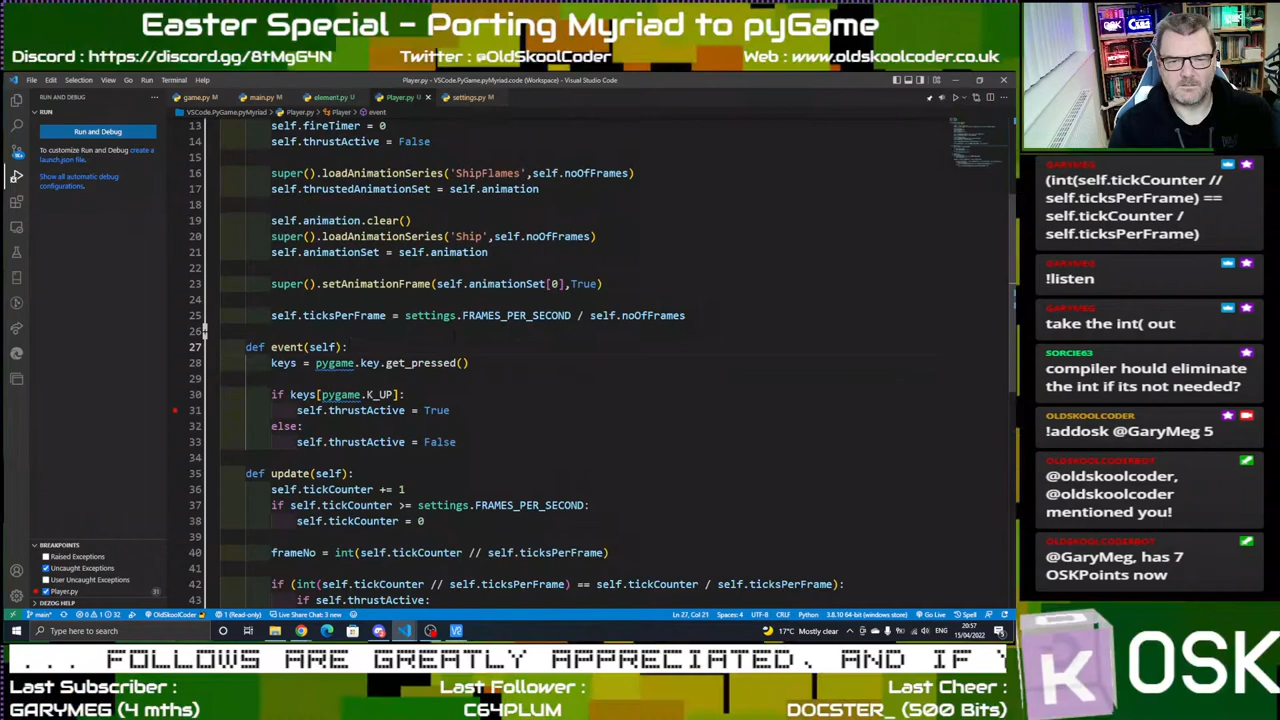 Easter Special - Porting Myriad to pyGame
Discord : https://discord.gg/8tMgG4N
Twitter : @OldSkoolCoder
Web : www.oldskoolcoder.co.uk
File Edit Selection View Go Run Terminal Help
Player.py - VSCode.PyGame.pyMyriad.code (Workspace) - Visual Studio Code
RUN AND DEBUG
game.py main.py element.py Player.py settings.py
RUN
VSCode.PyGame.pyMyriad > Player.py > Player > event
Run and Debug
To customize Run and Debug create a
launch.json file.
Show all automatic debug
configurations.
13 self.fireTimer = 0
14 self.thrustActive = False
15
16 super().loadAnimationSeries('ShipFlames',self.noOfFrames)
17 self.thrustedAnimationSet = self.animation
18
19 self.animation.clear()
20 super().loadAnimationSeries('Ship',self.noOfFrames)
21 self.animationSet = self.animation
22
23 super().setAnimationFrame(self.animationSet[0],True)
24
25 self.ticksPerFrame = settings.FRAMES_PER_SECOND / self.noOfFrames
26
27 def event(self):
28 keys = pygame.key.get_pressed()
29
30 if keys[pygame.K_UP]:
31 self.thrustActive = True
32 else:
33 self.thrustActive = False
34
35 def update(self):
36 self.tickCounter += 1
37 if self.tickCounter >= settings.FRAMES_PER_SECOND:
38 self.tickCounter = 0
39
40 frameNo = int(self.tickCounter // self.ticksPerFrame)
41
42 if (int(self.tickCounter // self.ticksPerFrame) == self.tickCounter / self.ticksPerFrame):
43 if self.thrustActive:
BREAKPOINTS
Raised Exceptions
Uncaught Exceptions
User Uncaught Exceptions
Player.py 31
DEZOG HELP
main* 0 1 32 OldSkoolCoder Live Share Chat: 3 new 1 (Read-only) Ln 27, Col 21 Spaces: 4 UTF-8 CRLF Python 3.8.10 64-bit (windows store) Go Live Spell
Type here to search
17°C Mostly clear ENG
20:57
15/04/2022
GARYMEG
(int(self.tickCounter //
self.ticksPerFrame) ==
self.tickCounter /
self.ticksPerFrame)
GARYMEG
!listen
GARYMEG
take the int( out
SORCIE63
compiler hould eliminate
the int if its not needed?
OLDSKOOLCODER
!addosk @GaryMeg 5
OLDSKOOLCODERBOT
@oldskoolcoder,
@oldskoolcoder
mentioned you!
OLDSKOOLCODERBOT
@GaryMeg, has 7
OSKPoints now
... FOLLOWS ARE GREATLY APPRECIATED, AND IF
Last Subscriber :
GARYMEG (4 mths)
Last Follower :
C64PLUM
Last Cheer :
DOCSTER_ (500 Bits)
K
OSK